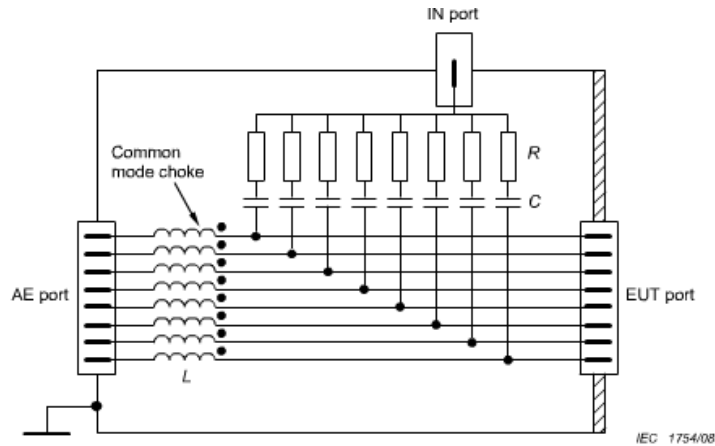 IN port
Common
mode choke
R
C
AE port
EUT port
L
IEC 1754/08